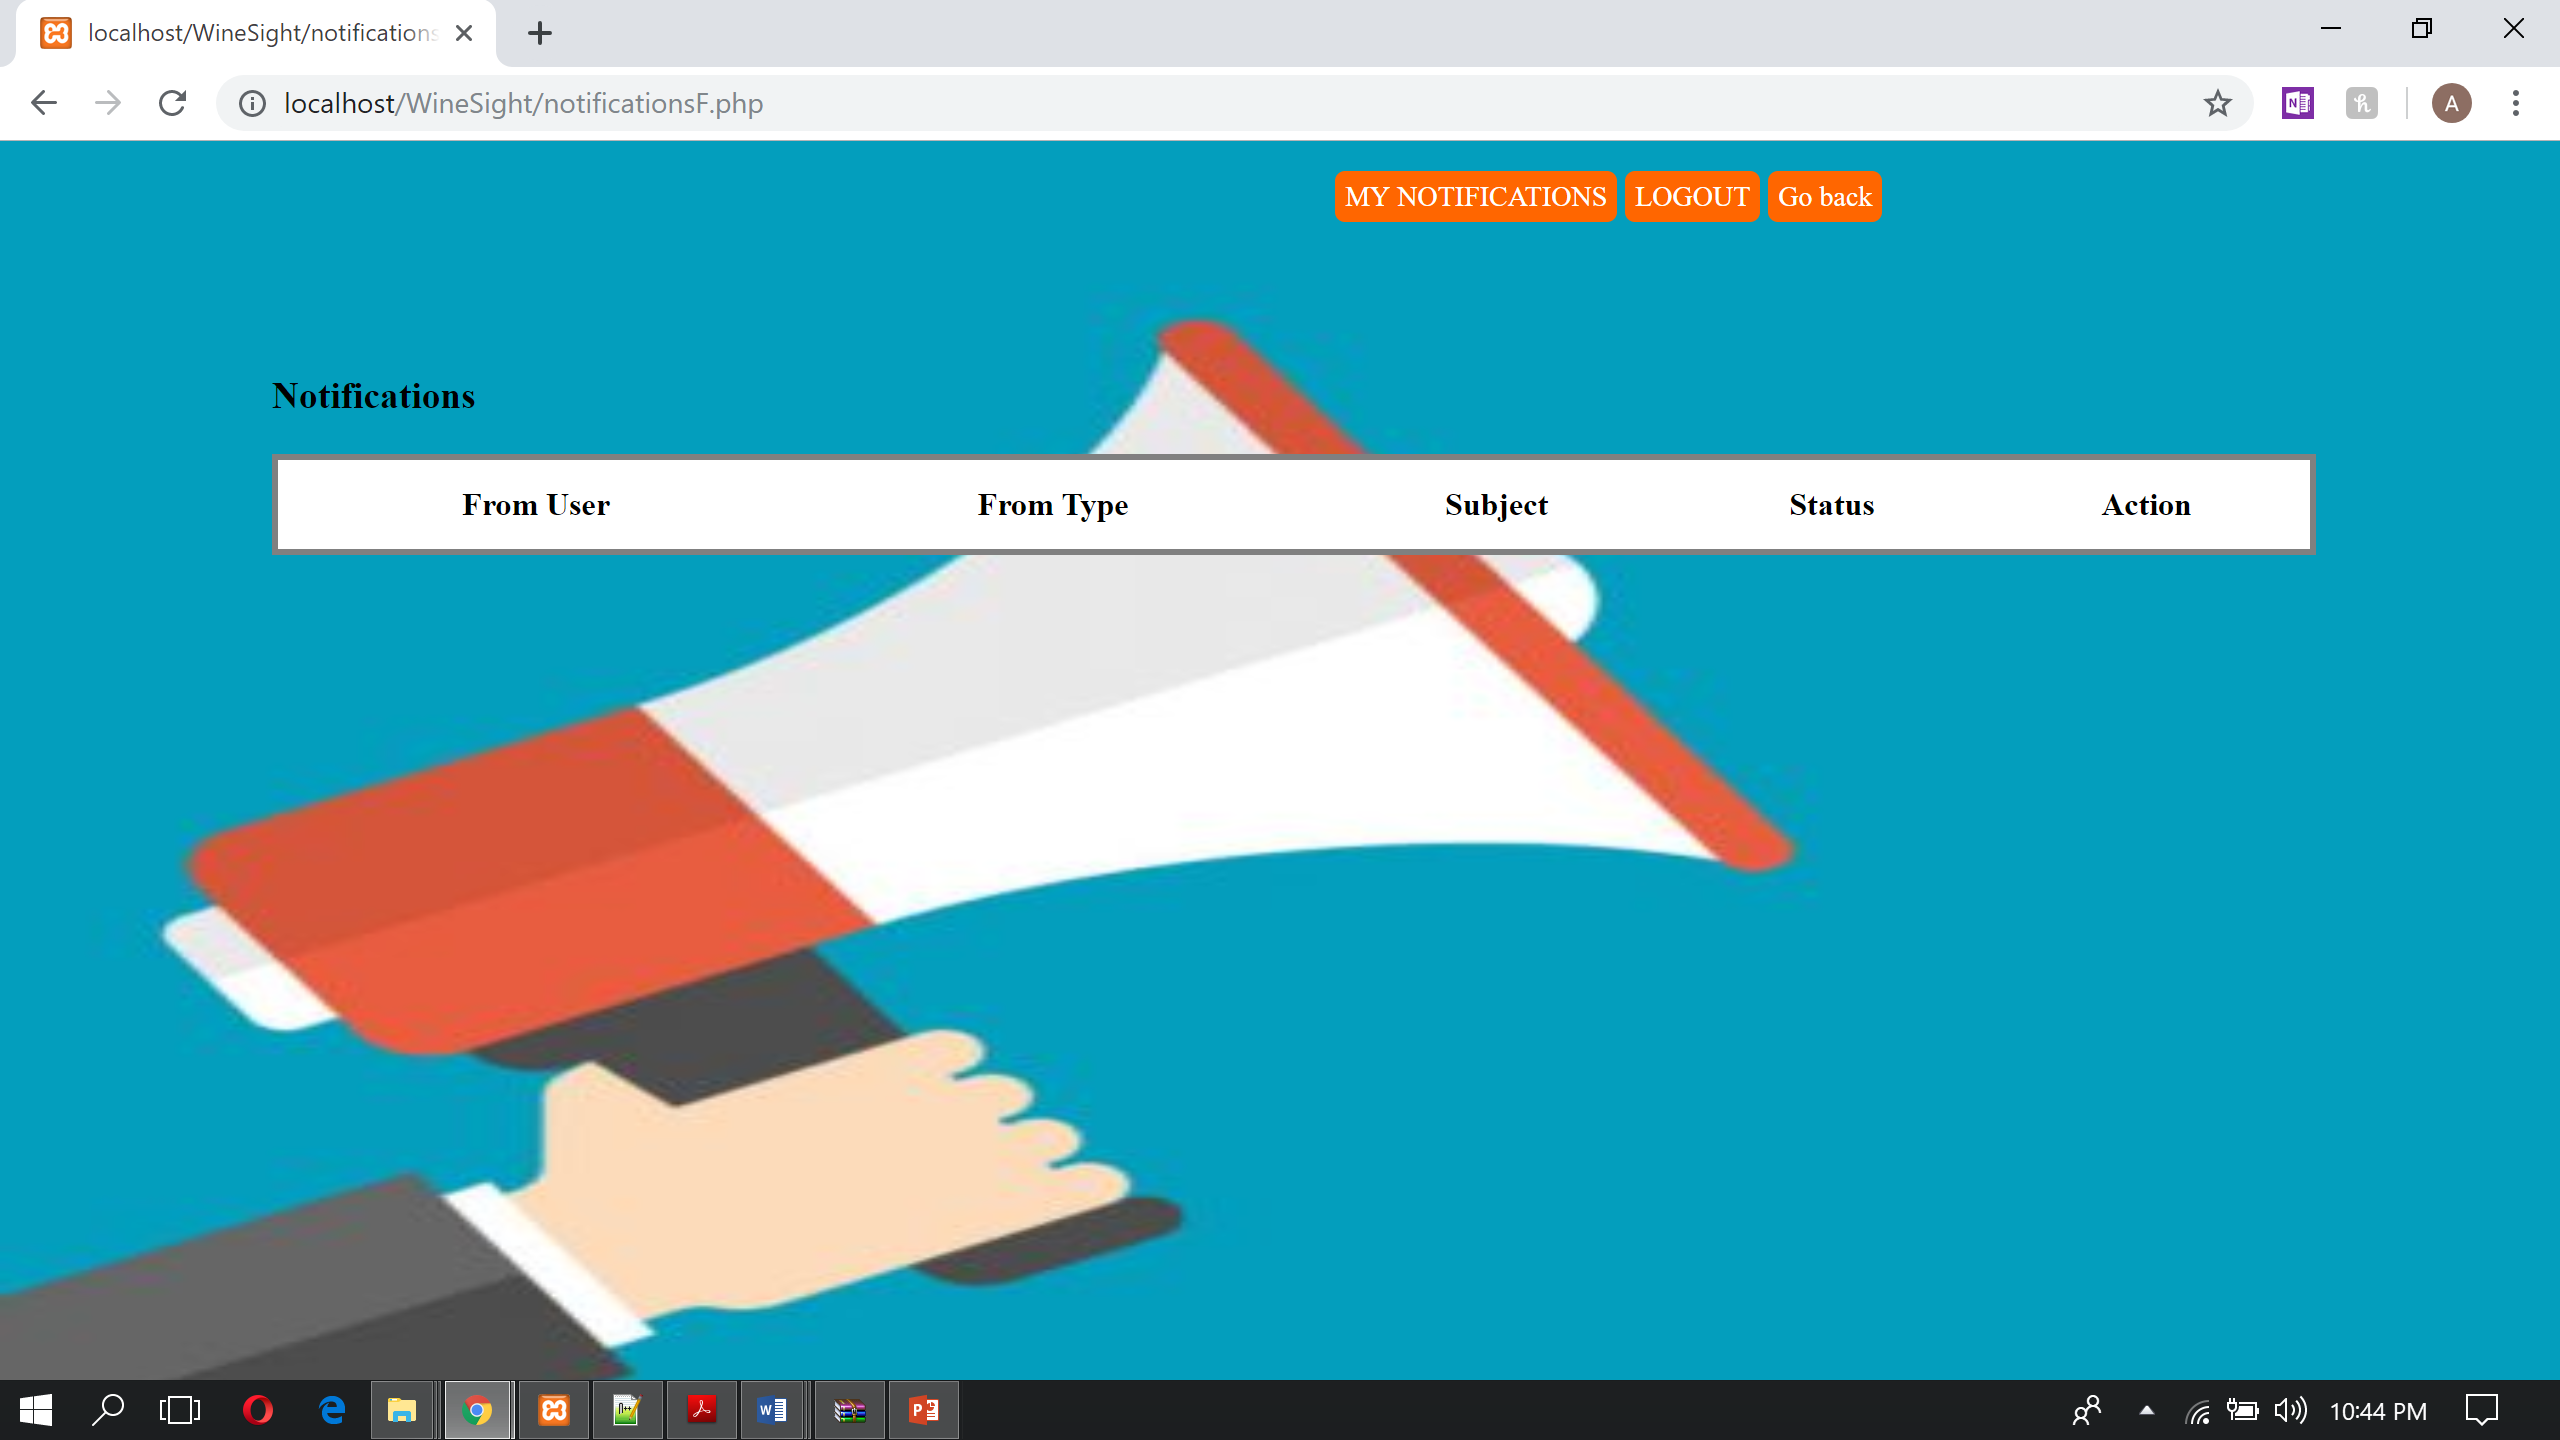 localhost/WineSight/notifications
localhost/WineSight/notificationsF.php
A
MY NOTIFICATIONS LOGOUT Go back
Notifications
From User From Type Subject Status Action
10:44 PM